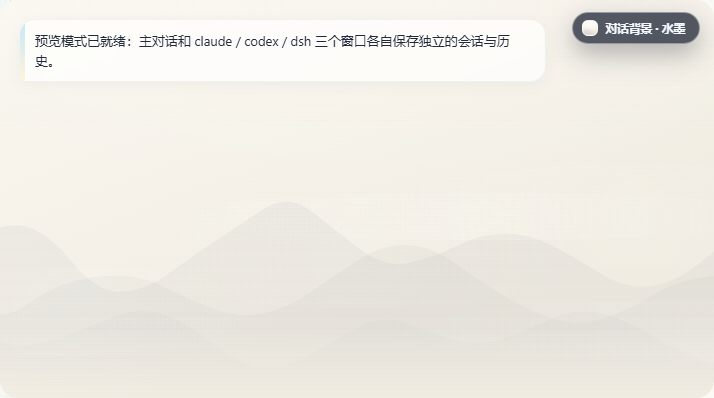 预览模式已就绪：主对话和 claude / codex / dsh 三个窗口各自保存独立的会话与历
史。
对话背景 · 水墨